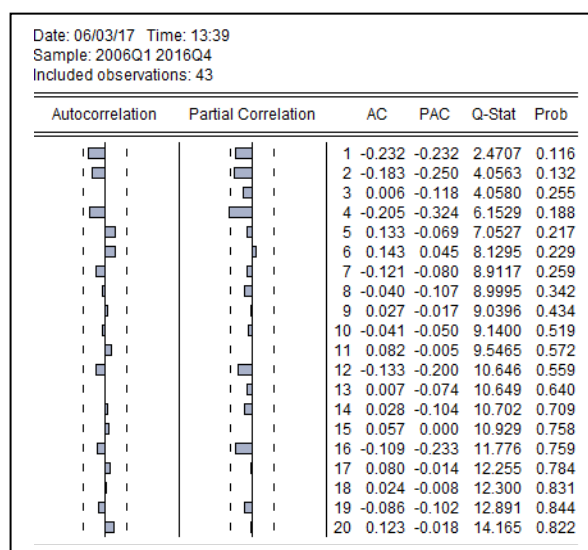 Date: 06/03/17 Time: 13:39
Sample: 2006Q1 2016Q4
Included observations: 43
Autocorrelation Partial Correlation AC PAC Q-Stat Prob
1 -0.232 -0.232 2.4707 0.116
2 -0.183 -0.250 4.0563 0.132
3 0.006 -0.118 4.0580 0.255
4 -0.205 -0.324 6.1529 0.188
5 0.133 -0.069 7.0527 0.217
6 0.143 0.045 8.1295 0.229
7 -0.121 -0.080 8.9117 0.259
8 -0.040 -0.107 8.9995 0.342
9 0.027 -0.017 9.0396 0.434
10 -0.041 -0.050 9.1400 0.519
11 0.082 -0.005 9.5465 0.572
12 -0.133 -0.200 10.646 0.559
13 0.007 -0.074 10.649 0.640
14 0.028 -0.104 10.702 0.709
15 0.057 0.000 10.929 0.758
16 -0.109 -0.233 11.776 0.759
17 0.080 -0.014 12.255 0.784
18 0.024 -0.008 12.300 0.831
19 -0.086 -0.102 12.891 0.844
20 0.123 -0.018 14.165 0.822